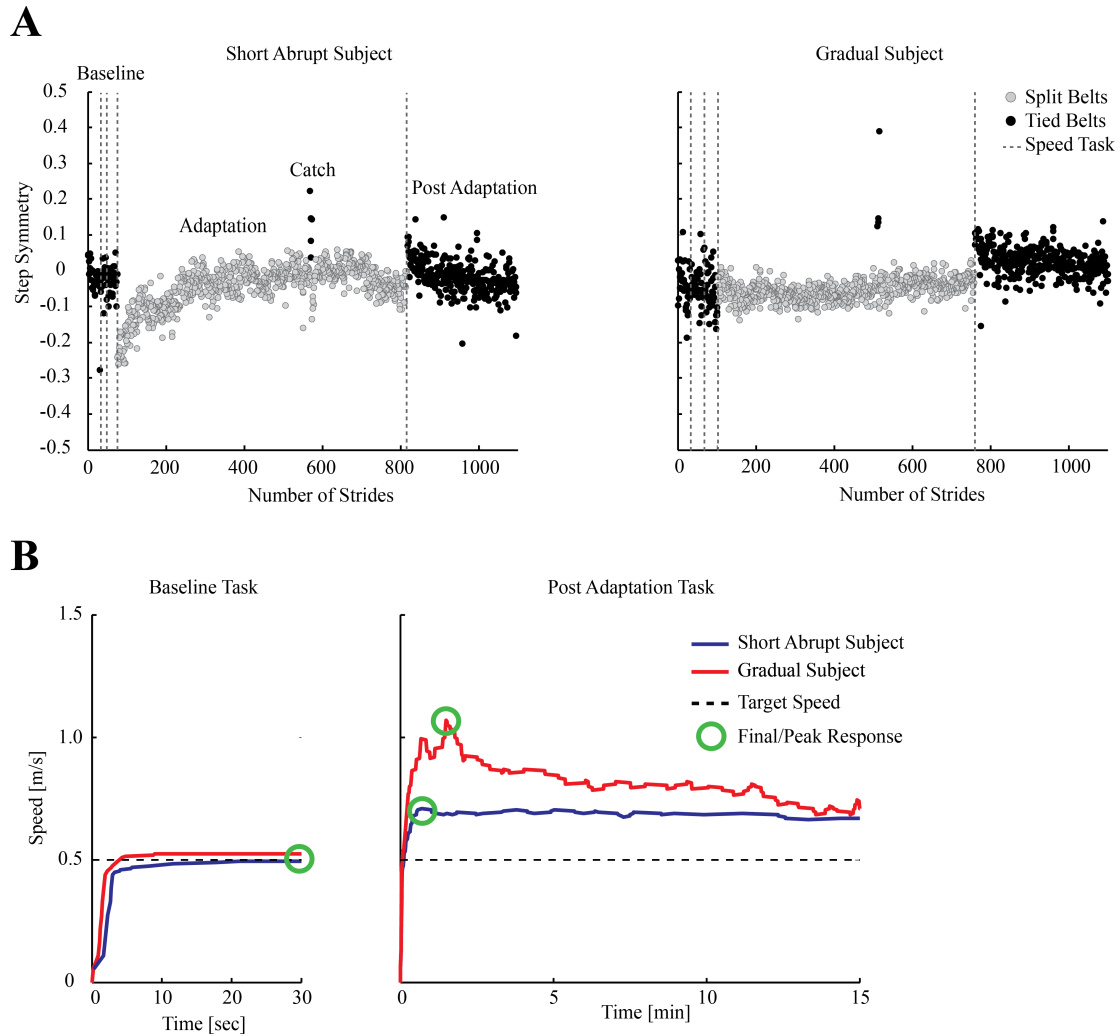 A
Short Abrupt Subject
Gradual Subject
Baseline
0.5
0.4
0.3
0.2
0.1
0
-0.1
-0.2
-0.3
-0.4
-0.5
Step Symmetry
Adaptation
Catch
Post Adaptation
Split Belts
Tied Belts
Speed Task
0 200 400 600 800 1000
Number of Strides
0 200 400 600 800 1000
Number of Strides
B
Baseline Task
Post Adaptation Task
1.5
1.0
0.5
0
Speed [m/s]
Short Abrupt Subject
Gradual Subject
Target Speed
Final/Peak Response
0 10 20 30
Time [sec]
0 5 10 15
Time [min]